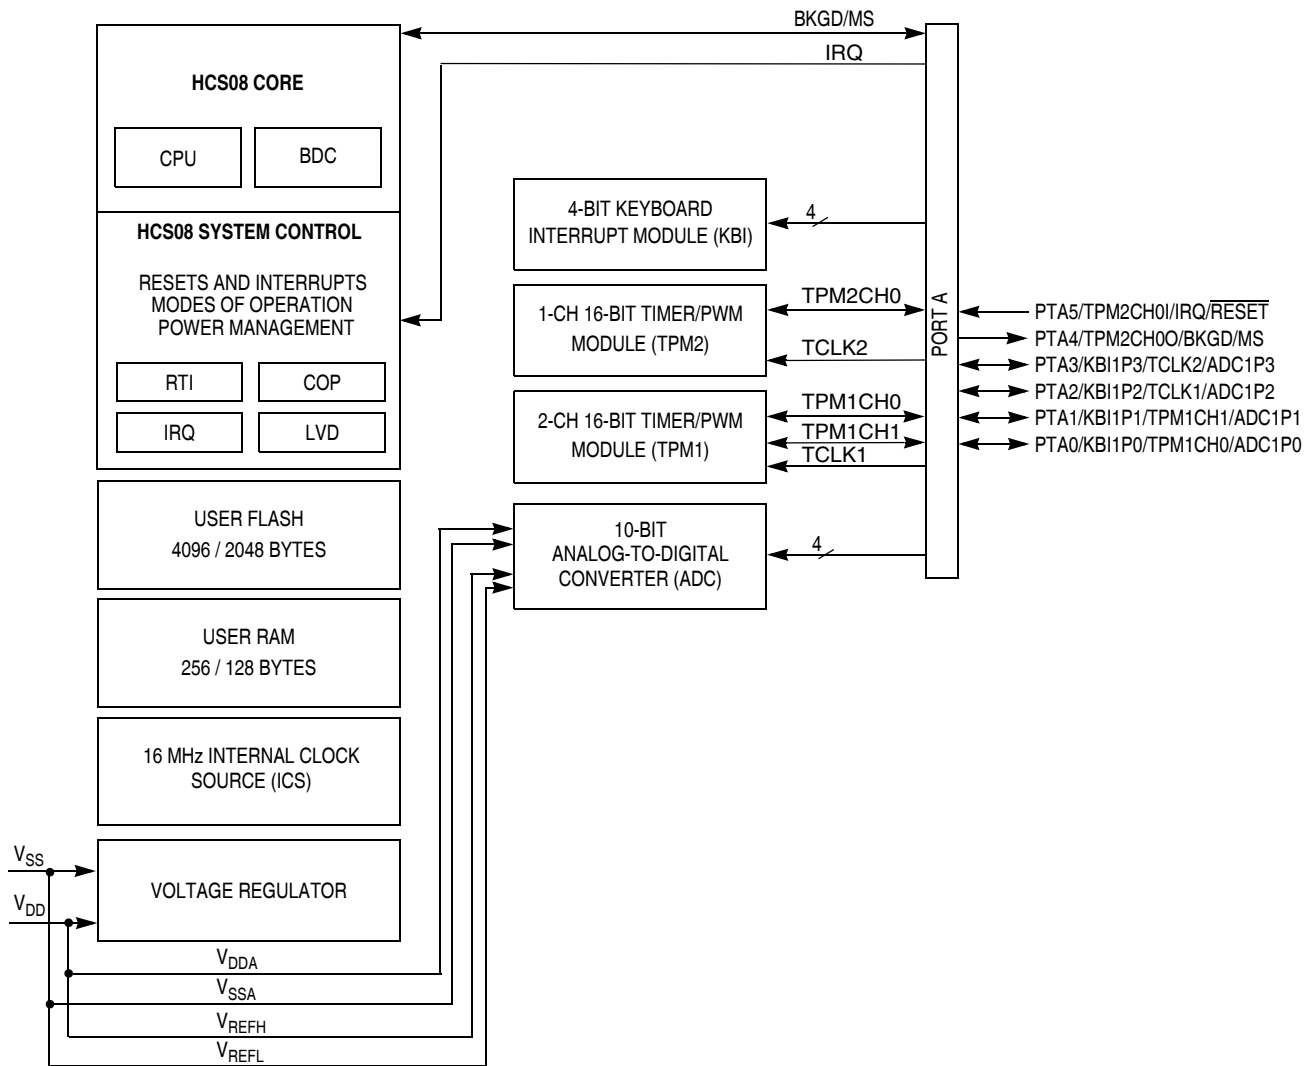 BKGD/MS
IRQ
HCS08 CORE
CPU
BDC
HCS08 SYSTEM CONTROL
RESETS AND INTERRUPTS
MODES OF OPERATION
POWER MANAGEMENT
RTI
COP
IRQ
LVD
USER FLASH
4096 / 2048 BYTES
USER RAM
256 / 128 BYTES
16 MHz INTERNAL CLOCK
SOURCE (ICS)
VOLTAGE REGULATOR
VSS
VDD
VDDA
VSSA
VREFH
VREFL
4-BIT KEYBOARD
INTERRUPT MODULE (KBI)
4
1-CH 16-BIT TIMER/PWM
MODULE (TPM2)
TPM2CH0
TCLK2
2-CH 16-BIT TIMER/PWM
MODULE (TPM1)
TPM1CH0
TPM1CH1
TCLK1
10-BIT
ANALOG-TO-DIGITAL
CONVERTER (ADC)
4
PORT A
PTA5/TPM2CH0I/IRQ/RESET
PTA4/TPM2CH0O/BKGD/MS
PTA3/KBI1P3/TCLK2/ADC1P3
PTA2/KBI1P2/TCLK1/ADC1P2
PTA1/KBI1P1/TPM1CH1/ADC1P1
PTA0/KBI1P0/TPM1CH0/ADC1P0